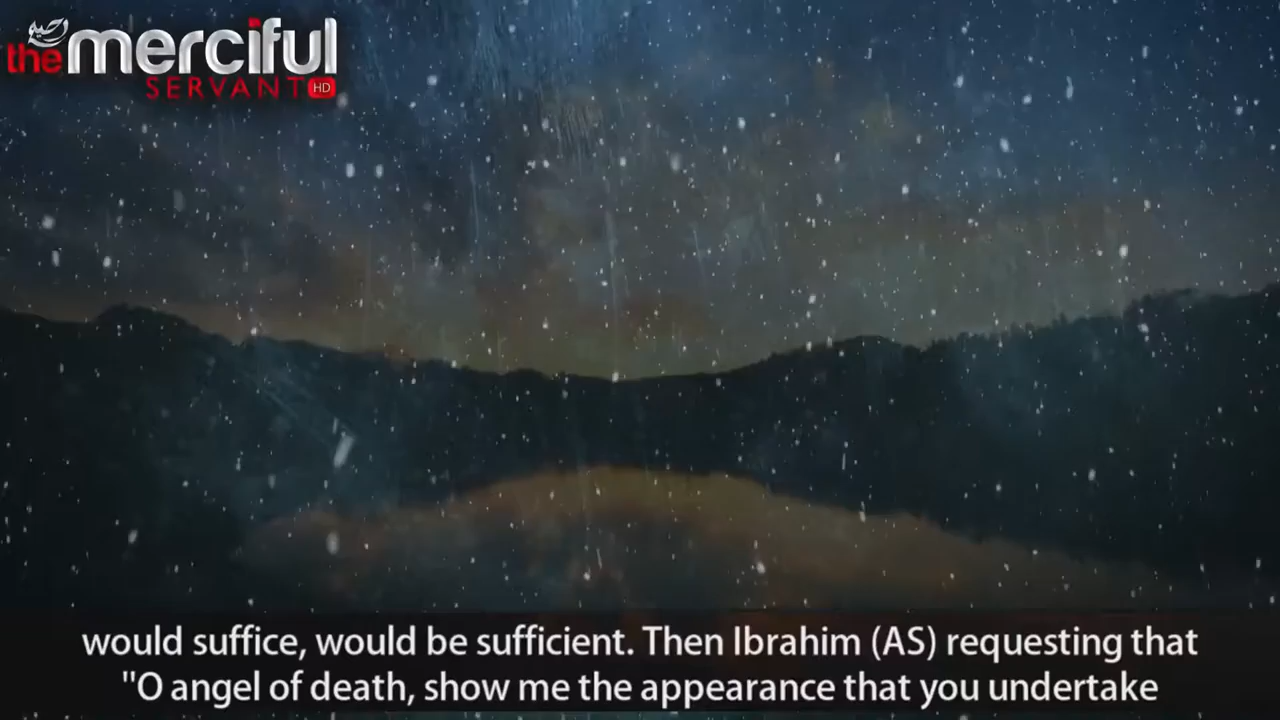 رحيم
the merciful
SERVANT HD
would suffice, would be sufficient. Then Ibrahim (AS) requesting that
"O angel of death, show me the appearance that you undertake